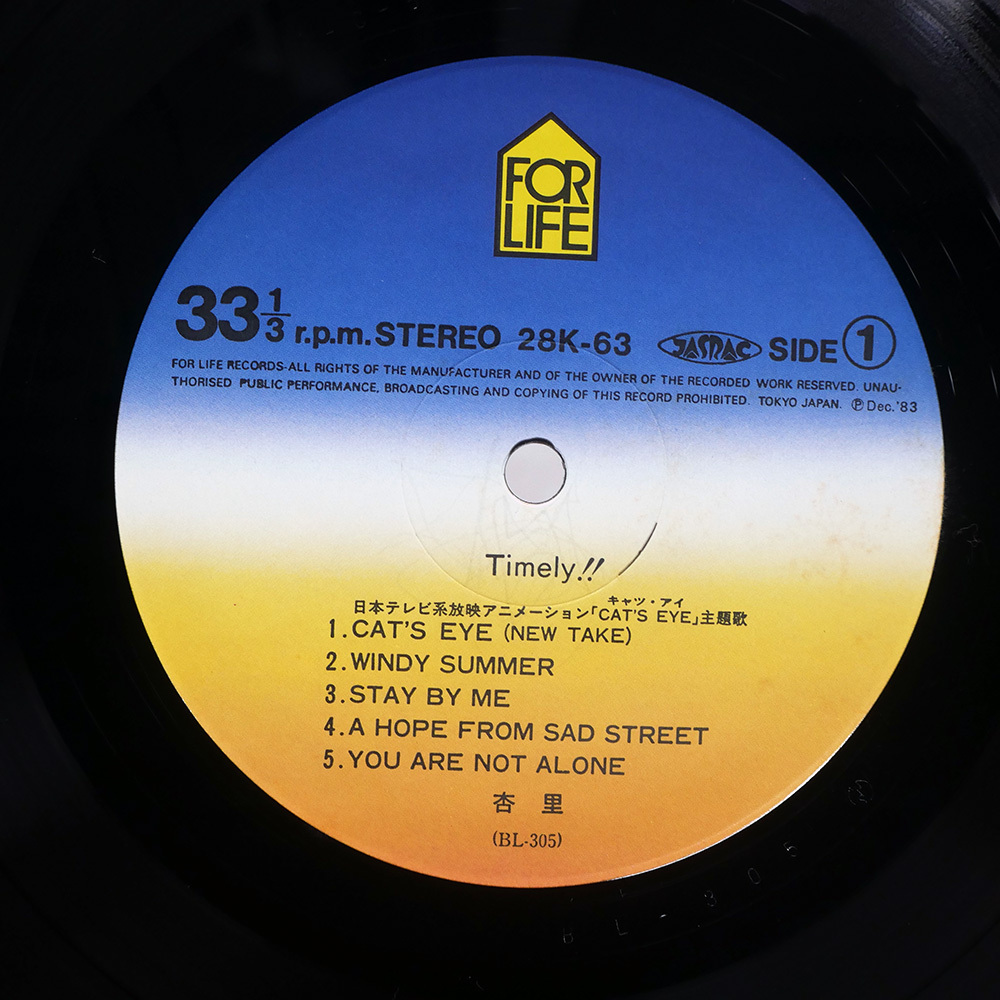 FOR
LIFE
33 1/3 r.p.m. STEREO 28K-63 JASRAC SIDE 1
FOR LIFE RECORDS-ALL RIGHTS OF THE MANUFACTURER AND OF THE OWNER OF THE RECORDED WORK RESERVED. UNAU-
THORISED PUBLIC PERFORMANCE, BROADCASTING AND COPYING OF THIS RECORD PROHIBITED. TOKYO JAPAN. ℗ Dec.'83
Timely!!
キャッツ・アイ
日本テレビ系放映アニメーション「CAT'S EYE」主題歌
1.CAT'S EYE (NEW TAKE)
2.WINDY SUMMER
3.STAY BY ME
4.A HOPE FROM SAD STREET
5.YOU ARE NOT ALONE
杏里
(BL-305)
BL-305